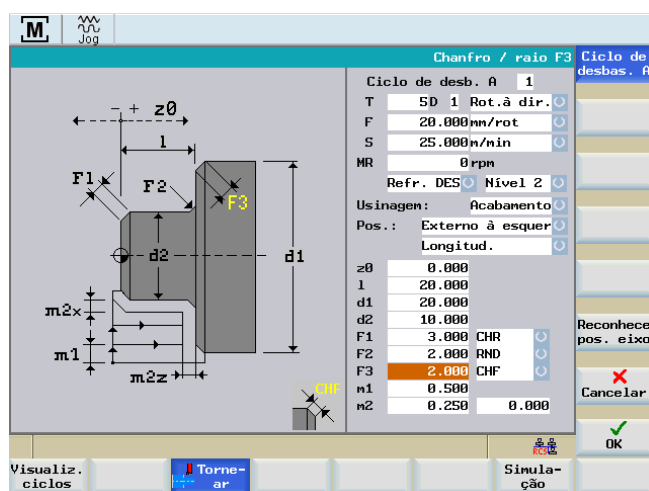 M
Jog
Chanfro / raio F3
Ciclo de
desbas. A
Ciclo de desb. A 1
T 5 D 1 Rot.à dir.
F 20.000 mm/rot
S 25.000 m/min
MR 0 rpm
Refr. DES Nível 2
Usinagem: Acabamento
Pos.: Externo à esquer
Longitud.
z0 0.000
l 20.000
d1 20.000
d2 10.000
F1 3.000 CHR
F2 2.000 RND
F3 2.000 CHF
m1 0.500
m2 0.250 0.000
- + z0
l
F1
F2
F3
d2
d1
m2x
m1
m2z
CHF
Reconhece
pos. eixo
Cancelar
OK
RCS
Visualiz.
ciclos
Torne-
ar
Simula-
ção